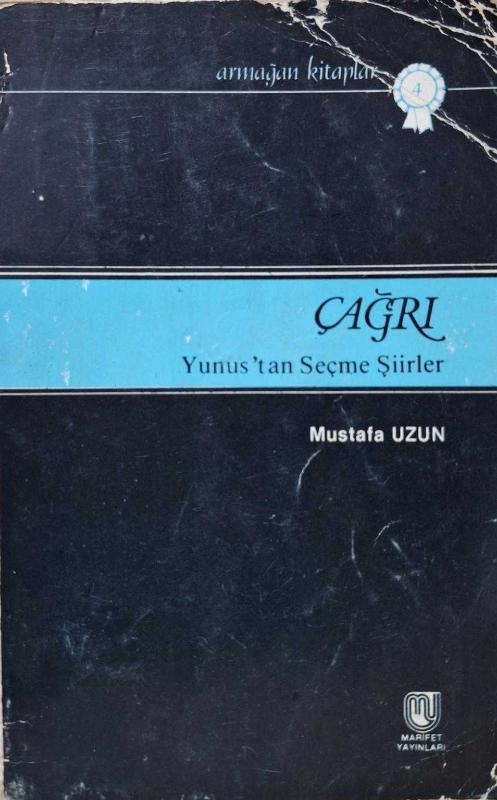 armağan kitaplar
4
ÇAĞRI
Yunus'tan Seçme Şiirler
Mustafa UZUN
MARİFET
YAYINLARI